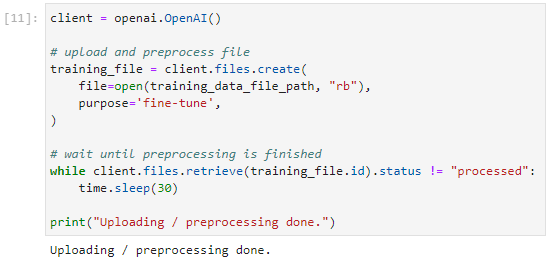 [11]: client = openai.OpenAI()
# upload and preprocess file
training_file = client.files.create(
    file=open(training_data_file_path, "rb"),
    purpose='fine-tune',
)
# wait until preprocessing is finished
while client.files.retrieve(training_file.id).status != "processed":
    time.sleep(30)
print("Uploading / preprocessing done.")
Uploading / preprocessing done.